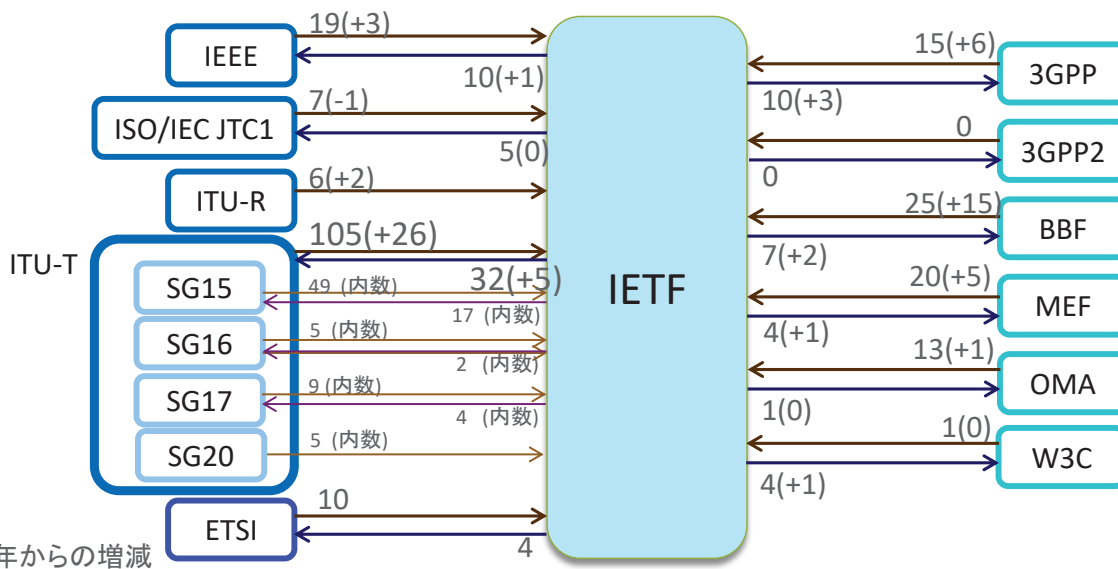 19(+3)
IEEE
10(+1)
7(-1)
ISO/IEC JTC1
5(0)
6(+2)
ITU-R
105(+26)
ITU-T
32(+5)
SG15
49 (内数)
17 (内数)
SG16
5 (内数)
2 (内数)
SG17
9 (内数)
4 (内数)
SG20
5 (内数)
ETSI
10
4
年からの増減
IETF
15(+6)
3GPP
10(+3)
0
3GPP2
0
25(+15)
BBF
7(+2)
20(+5)
MEF
4(+1)
13(+1)
OMA
1(0)
1(0)
W3C
4(+1)